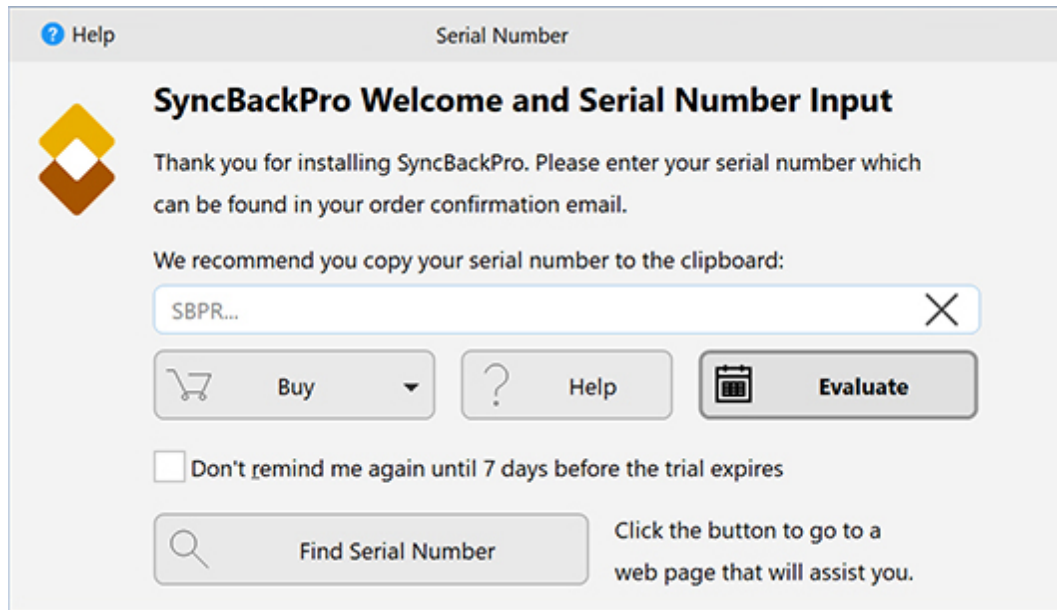 Help
Serial Number
SyncBackPro Welcome and Serial Number Input
Thank you for installing SyncBackPro. Please enter your serial number which
can be found in your order confirmation email.
We recommend you copy your serial number to the clipboard:
SBPR...
Buy
Help
Evaluate
Don't remind me again until 7 days before the trial expires
Find Serial Number
Click the button to go to a
web page that will assist you.